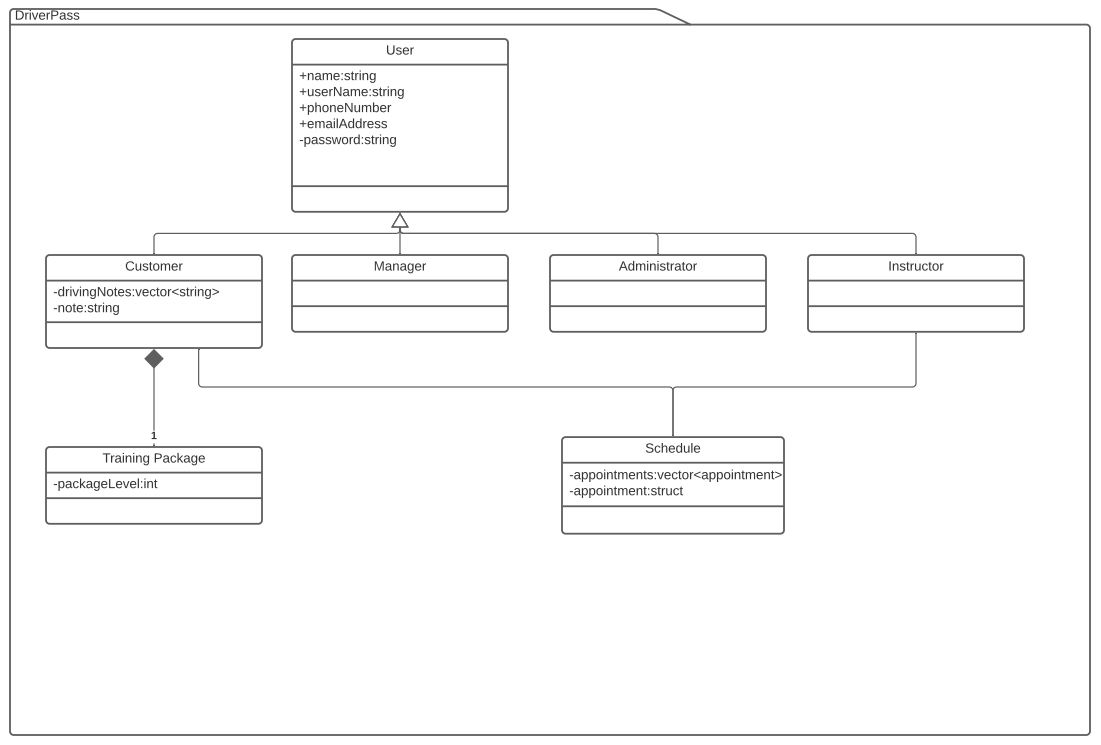 DriverPass
User
+name:string
+userName:string
+phoneNumber
+emailAddress
-password:string
Customer
-drivingNotes:vector<string>
-note:string
Manager
Administrator
Instructor
1
Training Package
-packageLevel:int
Schedule
-appointments:vector<appointment>
-appointment:struct